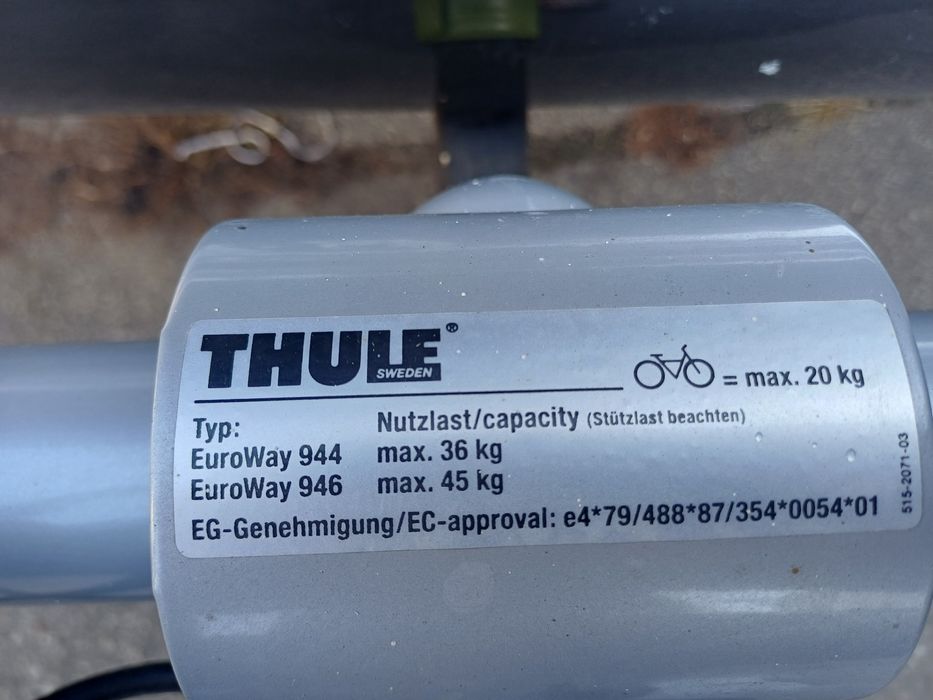 THULE®
SWEDEN
= max. 20 kg
Typ: Nutzlast/capacity (Stützlast beachten)
EuroWay 944 max. 36 kg
EuroWay 946 max. 45 kg
EG-Genehmigung/EC-approval: e4*79/488*87/354*0054*01
515-2071-03